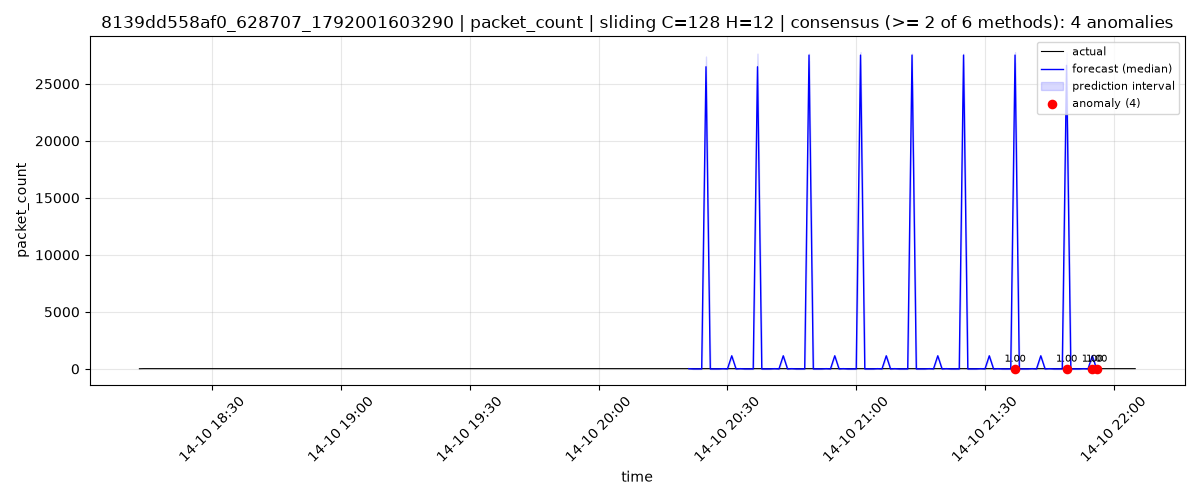 8139dd558af0_628707_1792001603290 | packet_count | sliding C=128 H=12 | consensus (>= 2 of 6 methods): 4 anomalies
actual
forecast (median)
prediction interval
anomaly (4)
packet_count
25000
20000
15000
10000
5000
0
1.00
1.00
14-10 18:30
14-10 19:00
14-10 19:30
14-10 20:00
14-10 20:30
14-10 21:00
14-10 21:30
14-10 22:00
time